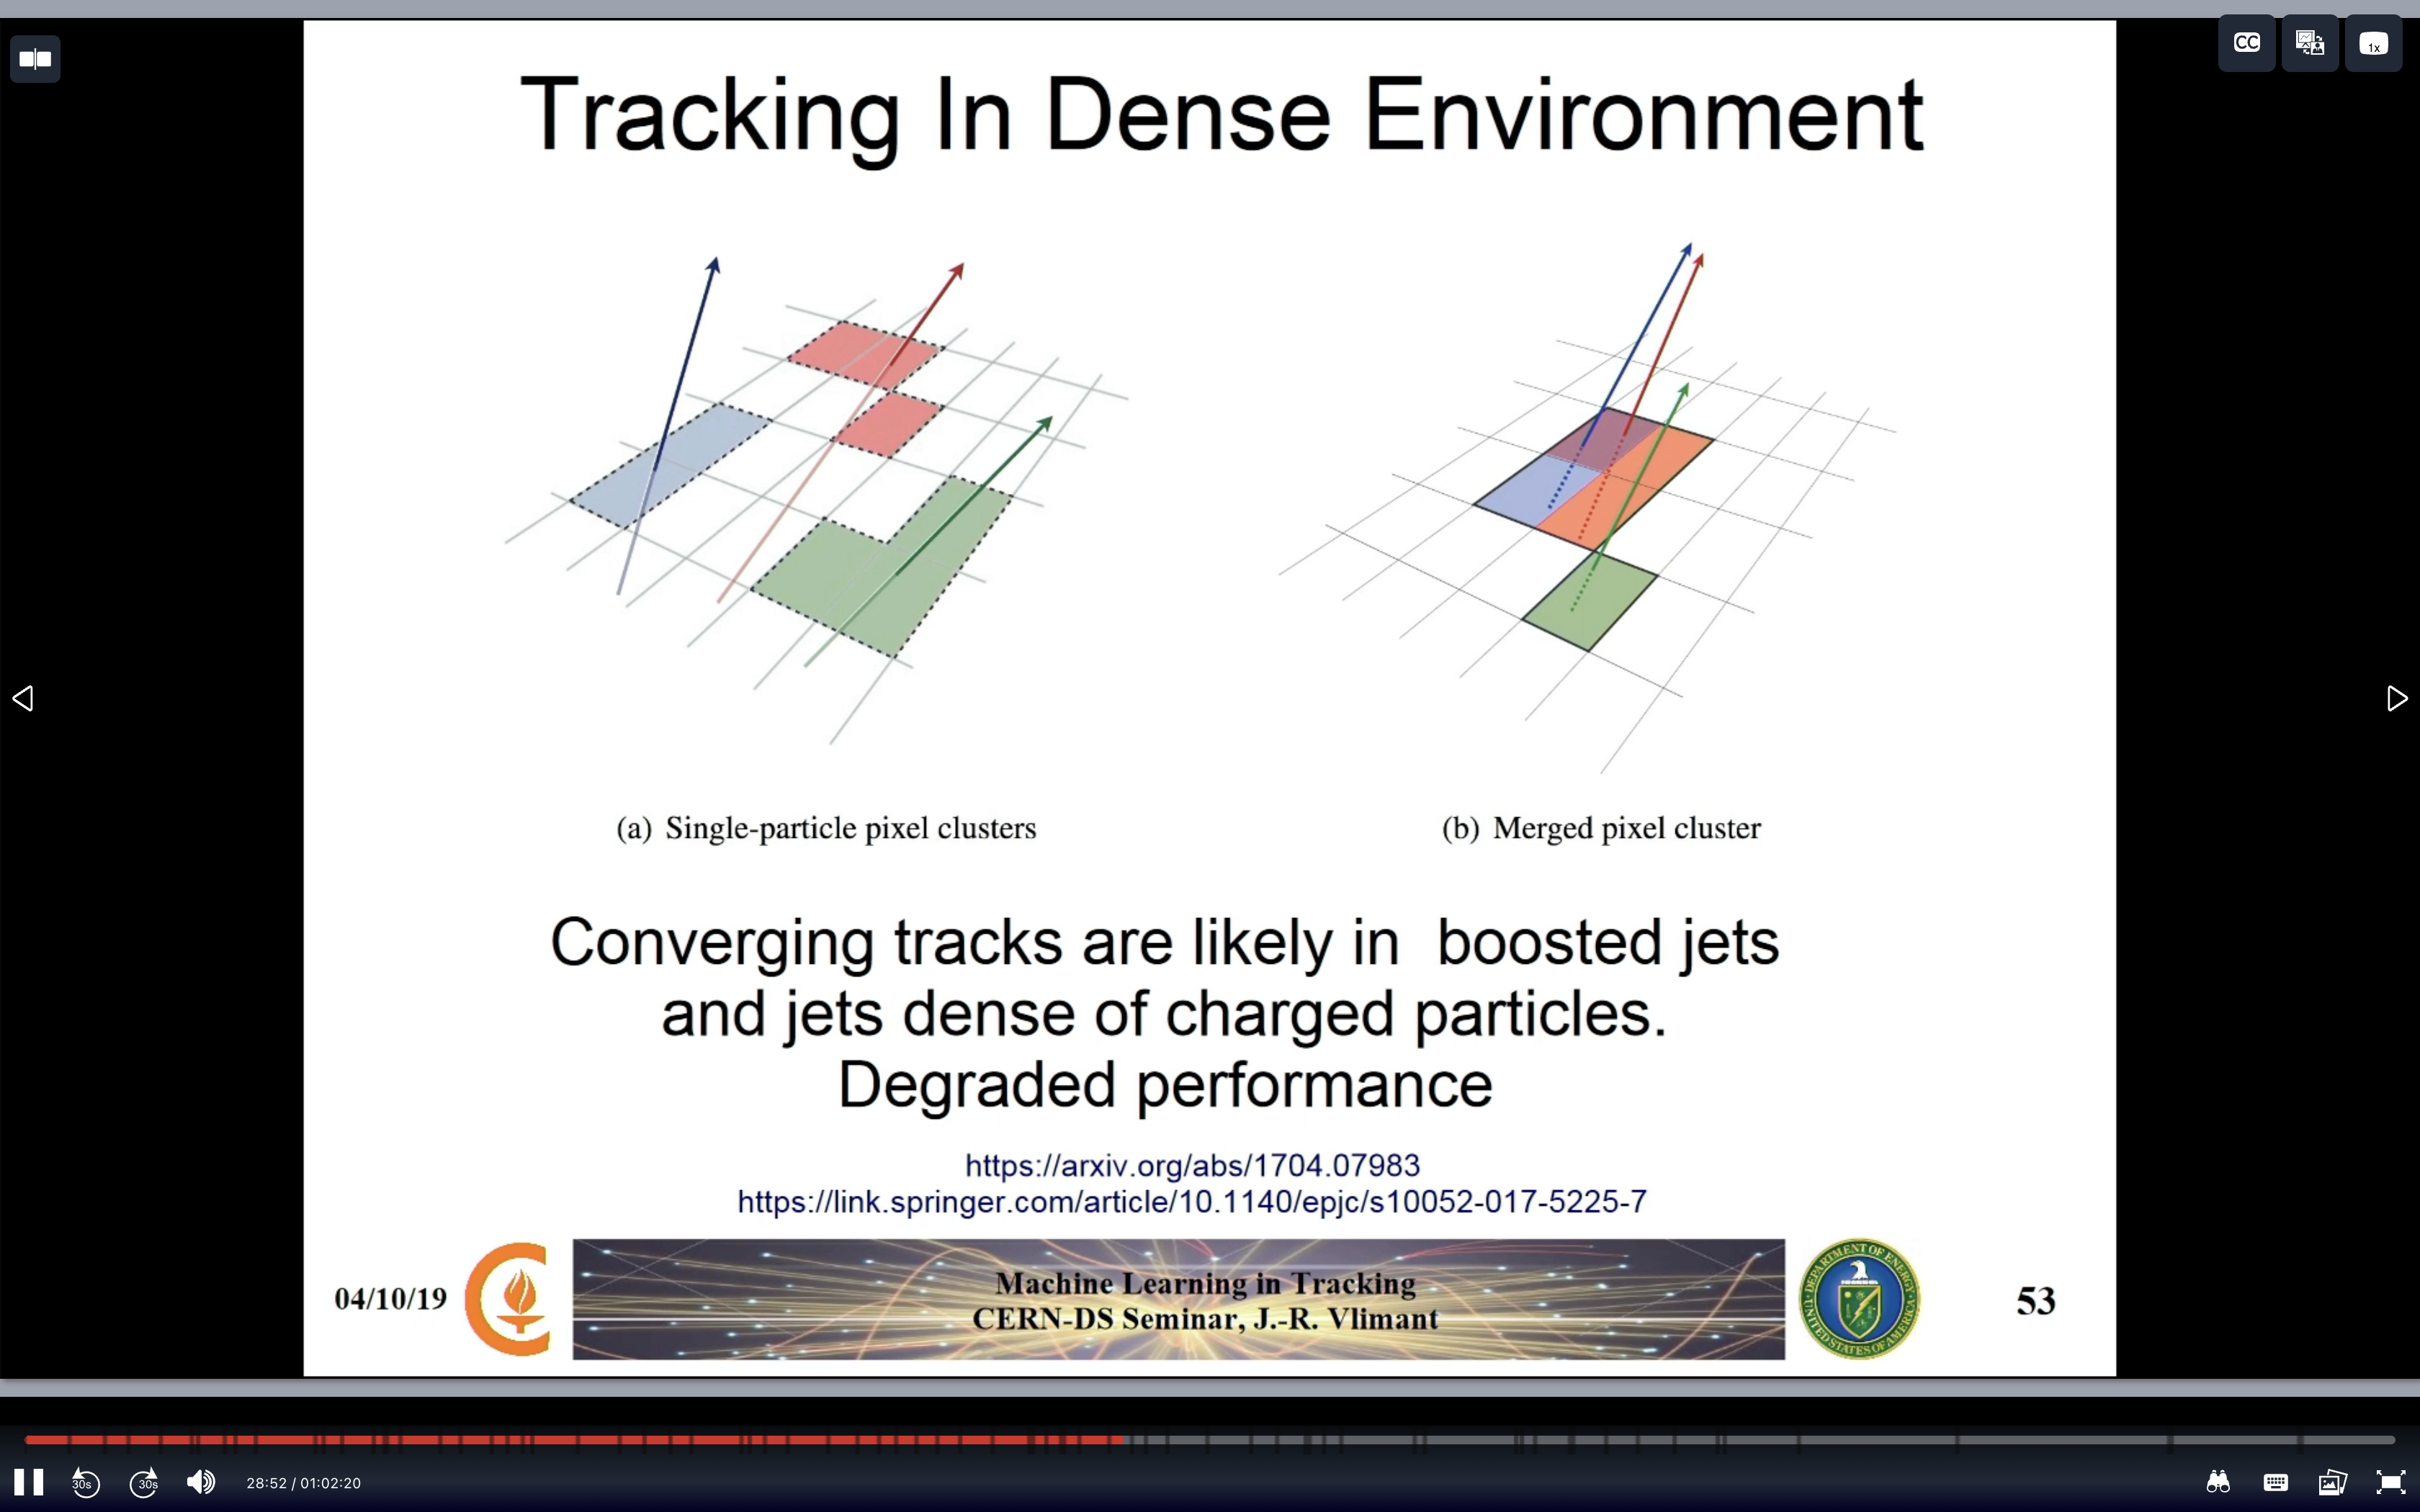 CC
1x
Tracking In Dense Environment
(a) Single-particle pixel clusters
(b) Merged pixel cluster
Converging tracks are likely in  boosted jets
and jets dense of charged particles.
Degraded performance
https://arxiv.org/abs/1704.07983
https://link.springer.com/article/10.1140/epjc/s10052-017-5225-7
04/10/19
Machine Learning in Tracking
CERN-DS Seminar, J.-R. Vlimant
DEPARTMENT OF ENERGY
UNITED STATES OF AMERICA
53
30s
30s
28:52 / 01:02:20